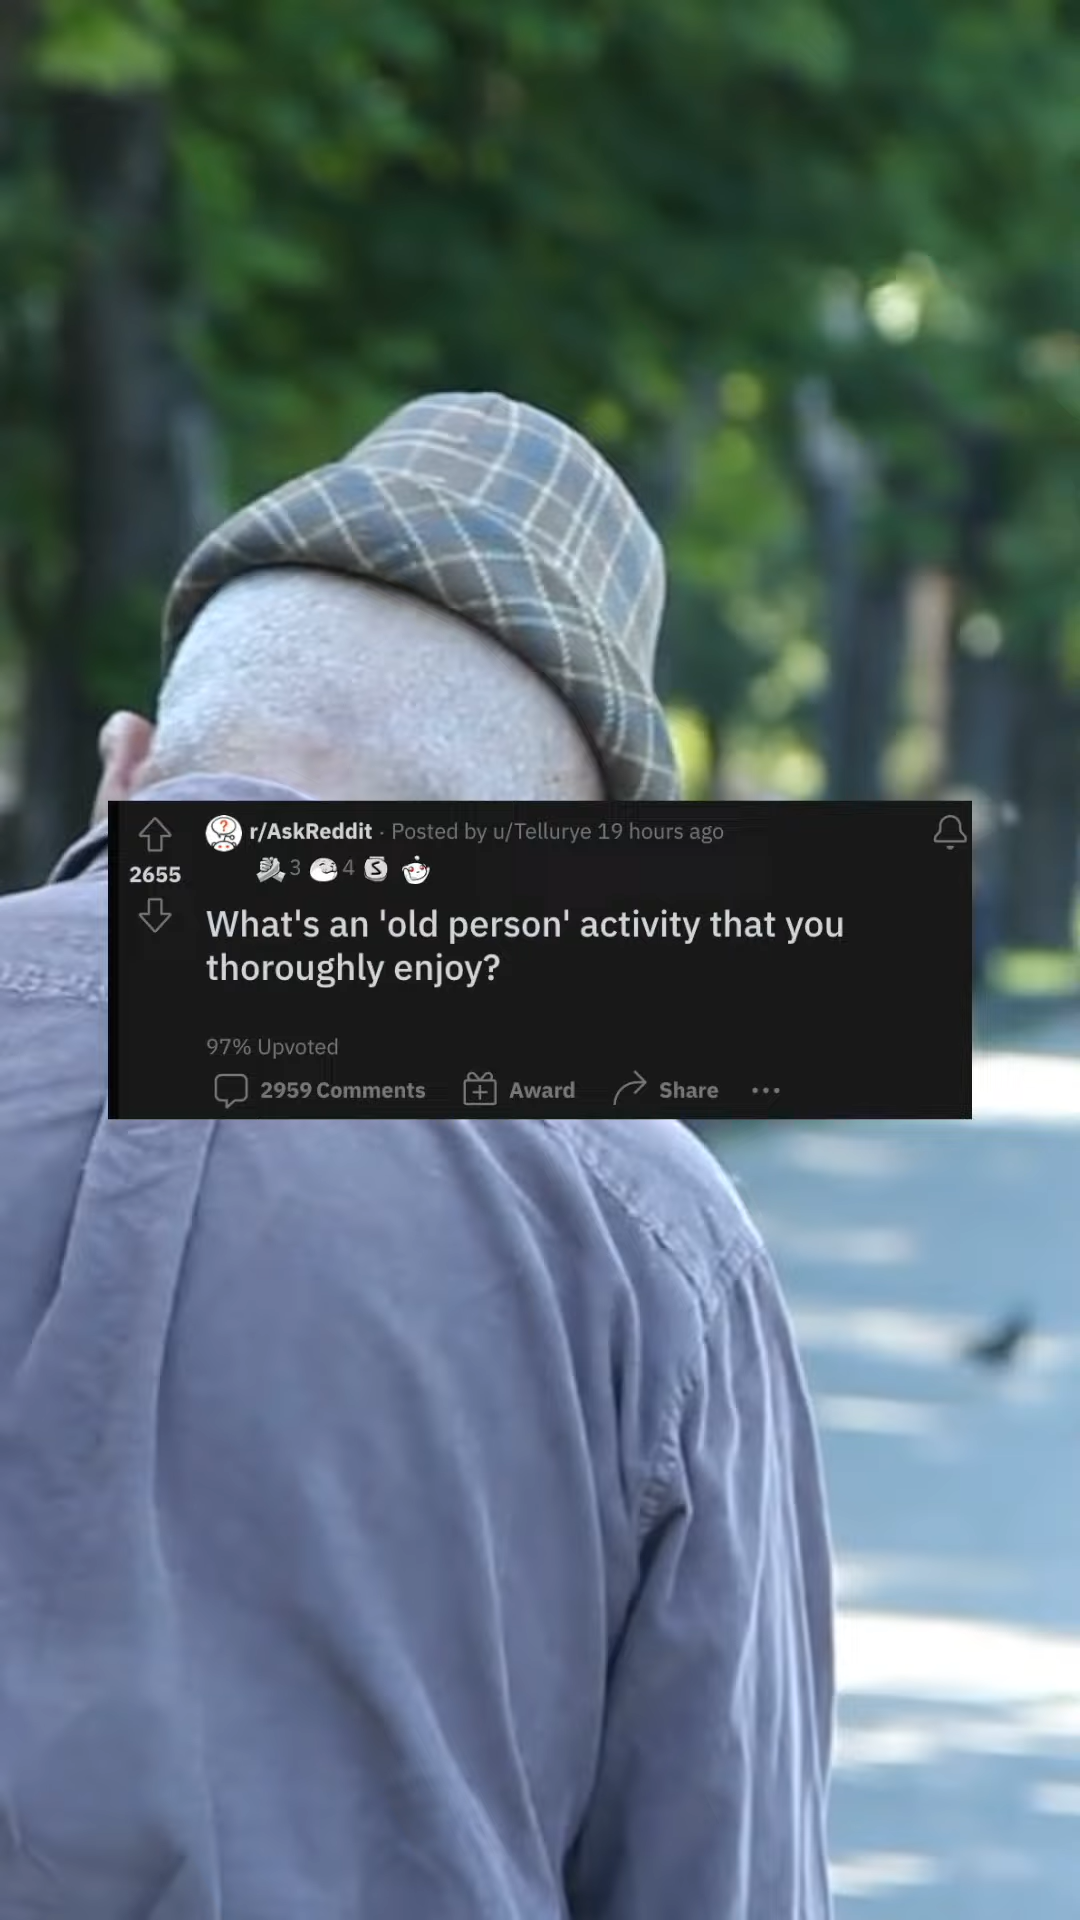 r/AskReddit · Posted by u/Tellurye 19 hours ago
3 4 S
2655
What's an 'old person' activity that you
thoroughly enjoy?
97% Upvoted
2959 Comments Award Share ...